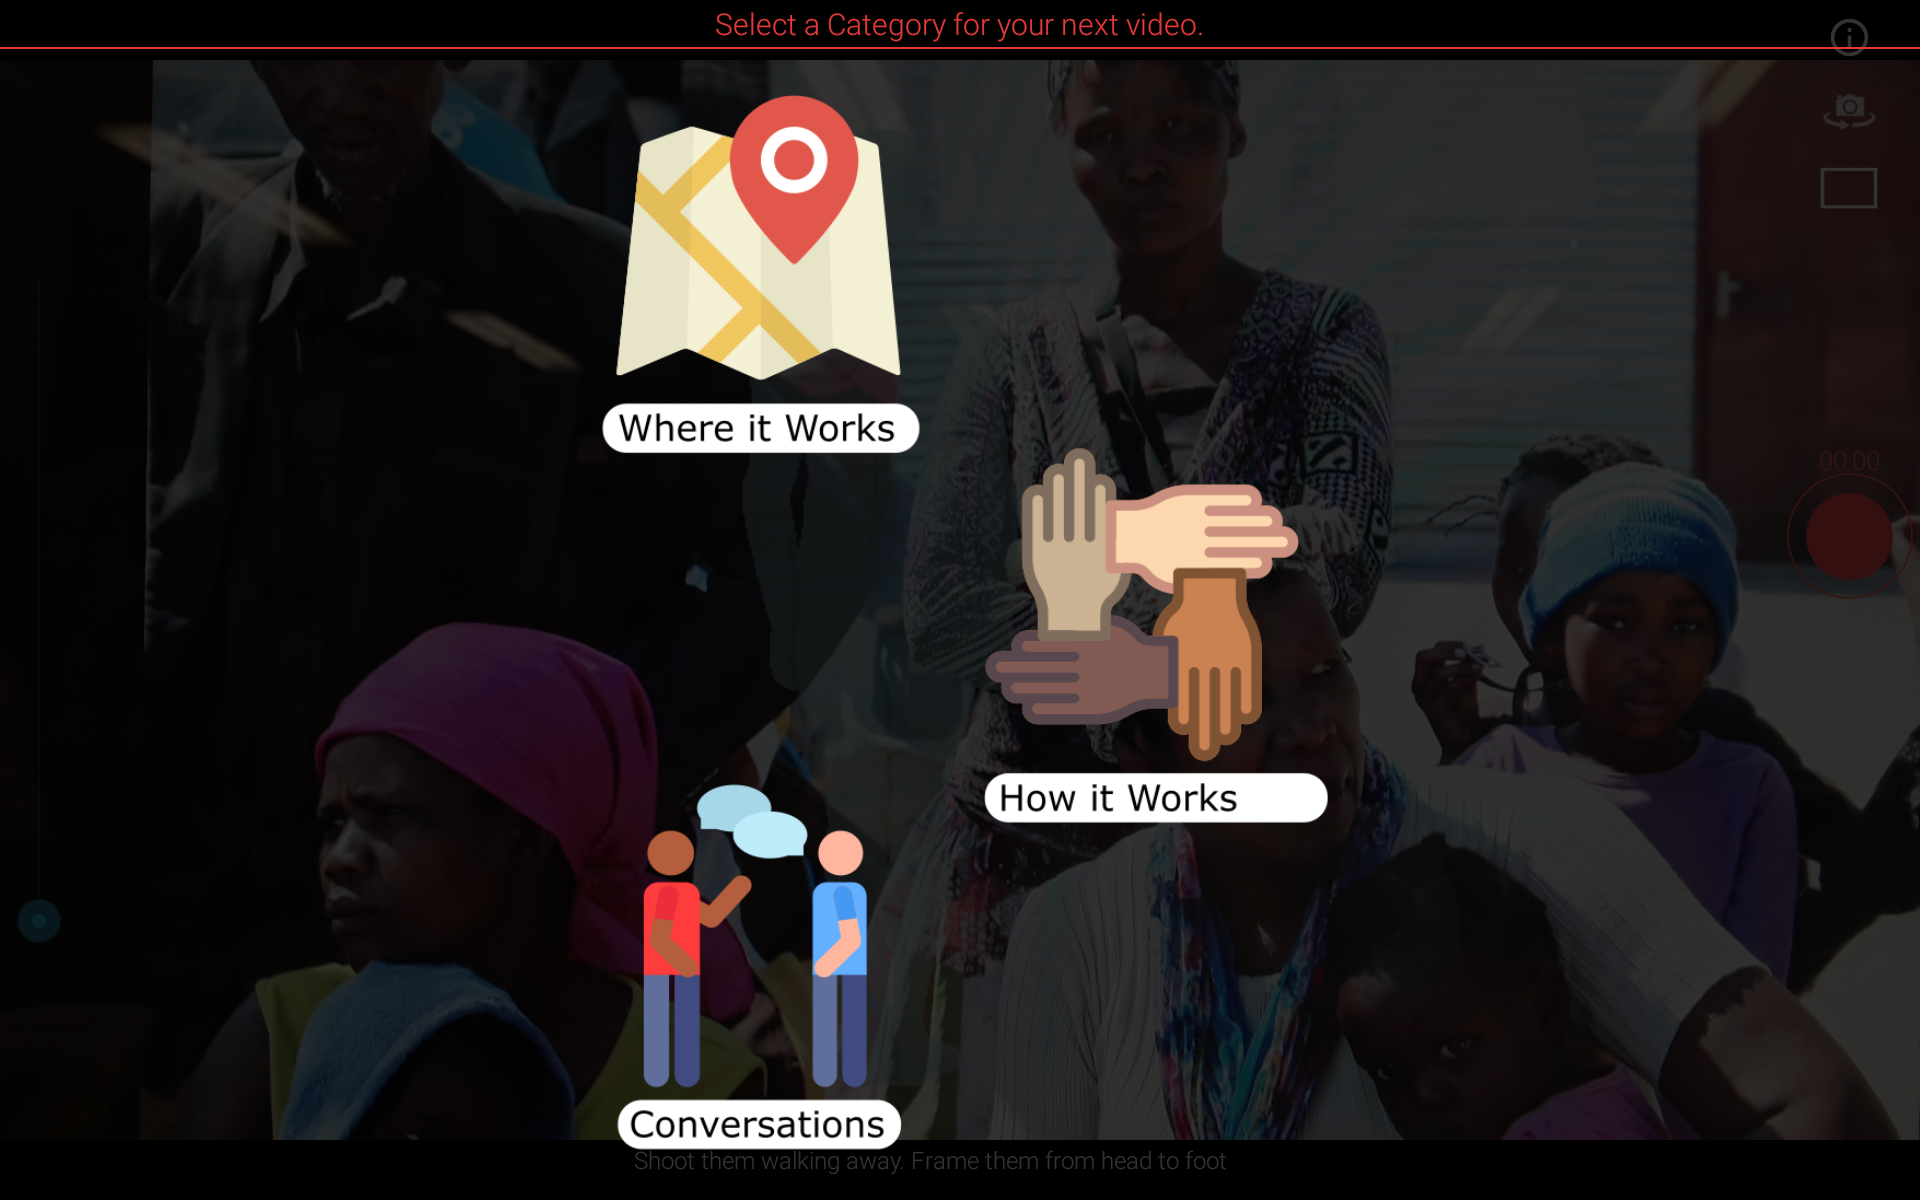 Select a Category for your next video.
Where it Works
00:00
How it Works
Conversations
Shoot them walking away. Frame them from head to foot